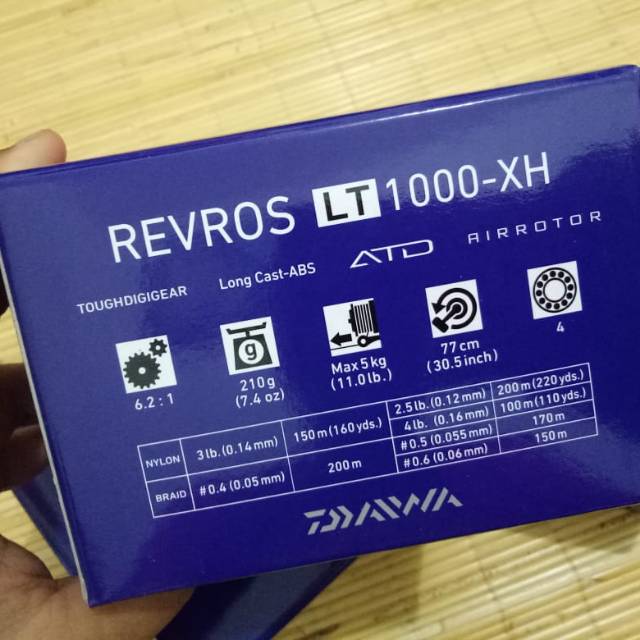 REVROS LT 1000-XH
TOUGHDIGIGEAR Long Cast-ABS ATD AIRROTOR
g
6.2 : 1
210g
(7.4 oz)
Max 5 kg
(11.0 lb.)
77 cm
(30.5 inch)
4
NYLON 3 lb. (0.14 mm) 150 m (160 yds.) 2.5 lb. (0.12 mm) 200 m (220 yds.)
4 lb. (0.16 mm) 100 m (110 yds.)
BRAID #0.4 (0.05 mm) 200 m #0.5 (0.055 mm) 170 m
#0.6 (0.06 mm) 150 m
DAIWA